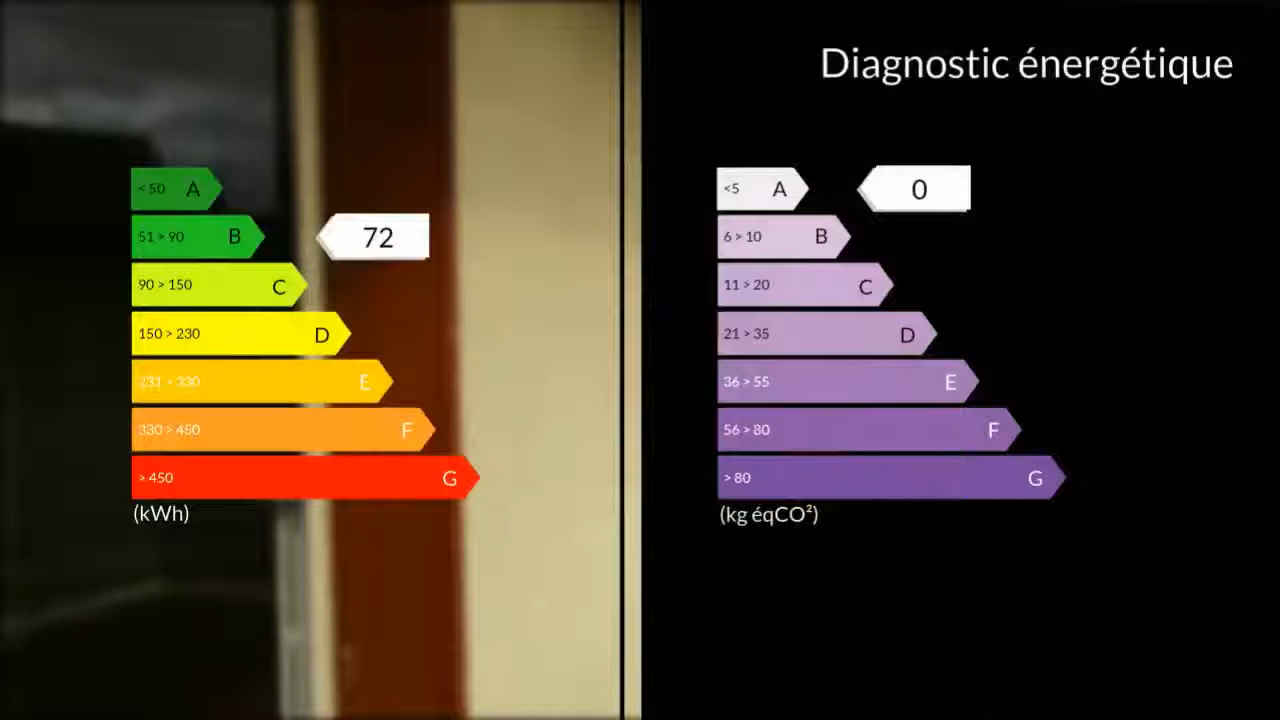 Diagnostic énergétique
< 50 A
51 > 90 B
72
90 > 150 C
150 > 230 D
231 > 330 E
330 > 450 F
> 450 G
(kWh)
<5 A
0
6 > 10 B
11 > 20 C
21 > 35 D
36 > 55 E
56 > 80 F
> 80 G
(kg éqCO²)